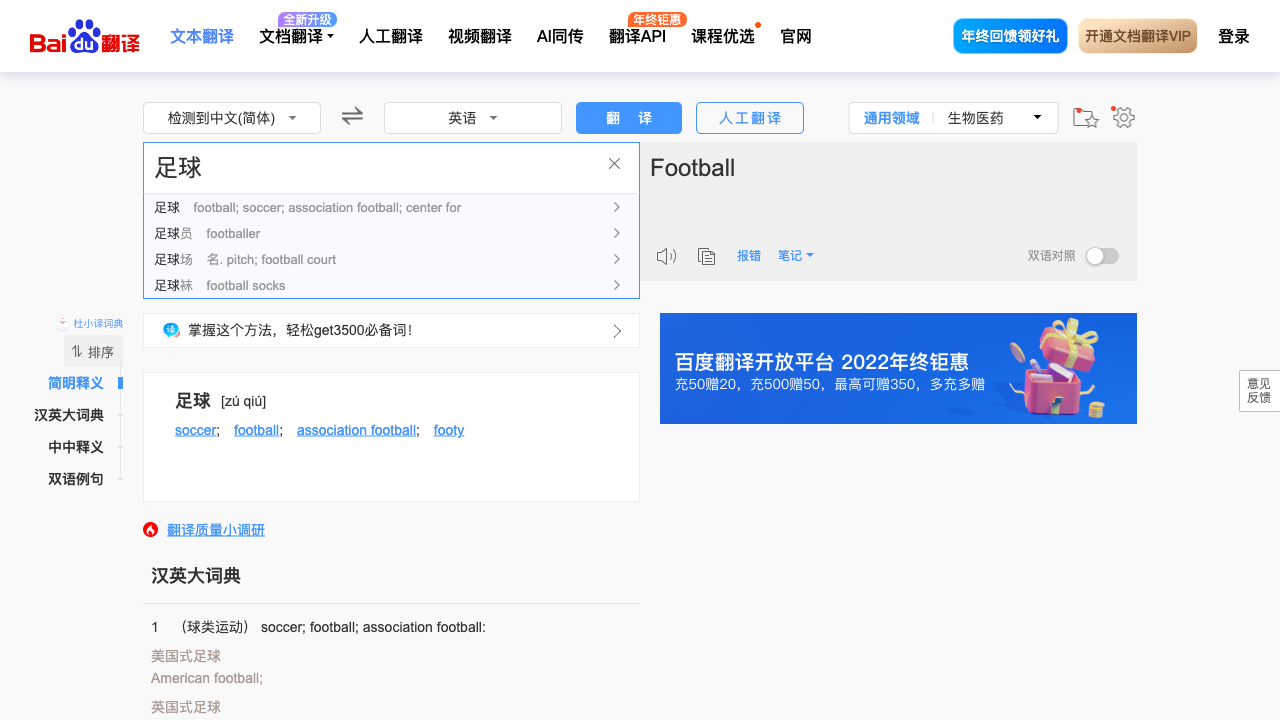 Bai du 翻译
文本翻译
全新升级
文档翻译
人工翻译
视频翻译
AI同传
年终钜惠
翻译API
课程优选
官网
年终回馈领好礼
开通文档翻译VIP
登录
检测到中文(简体)
英语
翻 译
人工翻译
通用领域
生物医药
足球
Football
足球 football; soccer; association football; center for
足球员 footballer
足球场 名. pitch; football court
足球袜 football socks
报错
笔记
双语对照
杜小译词典
排序
简明释义
汉英大词典
中中释义
双语例句
译 掌握这个方法，轻松get3500必备词！
足球 [zú qiú]
soccer; football; association football; footy
百度翻译开放平台 2022年终钜惠
充50赠20，充500赠50，最高可赠350，多充多赠
意见
反馈
翻译质量小调研
汉英大词典
1 （球类运动） soccer; football; association football:
美国式足球
American football;
英国式足球